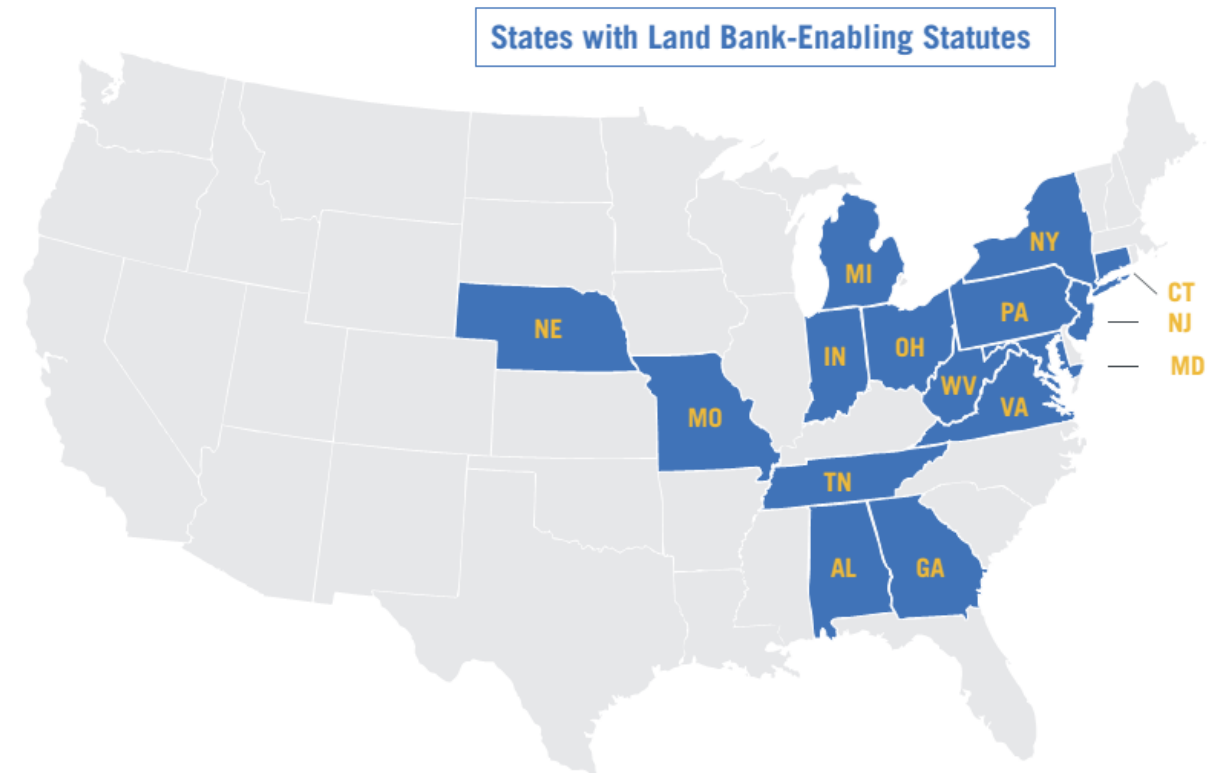 States with Land Bank-Enabling Statutes
NY
MI
CT
NE
PA
NJ
IN
OH
MD
WV
MO
VA
TN
AL
GA